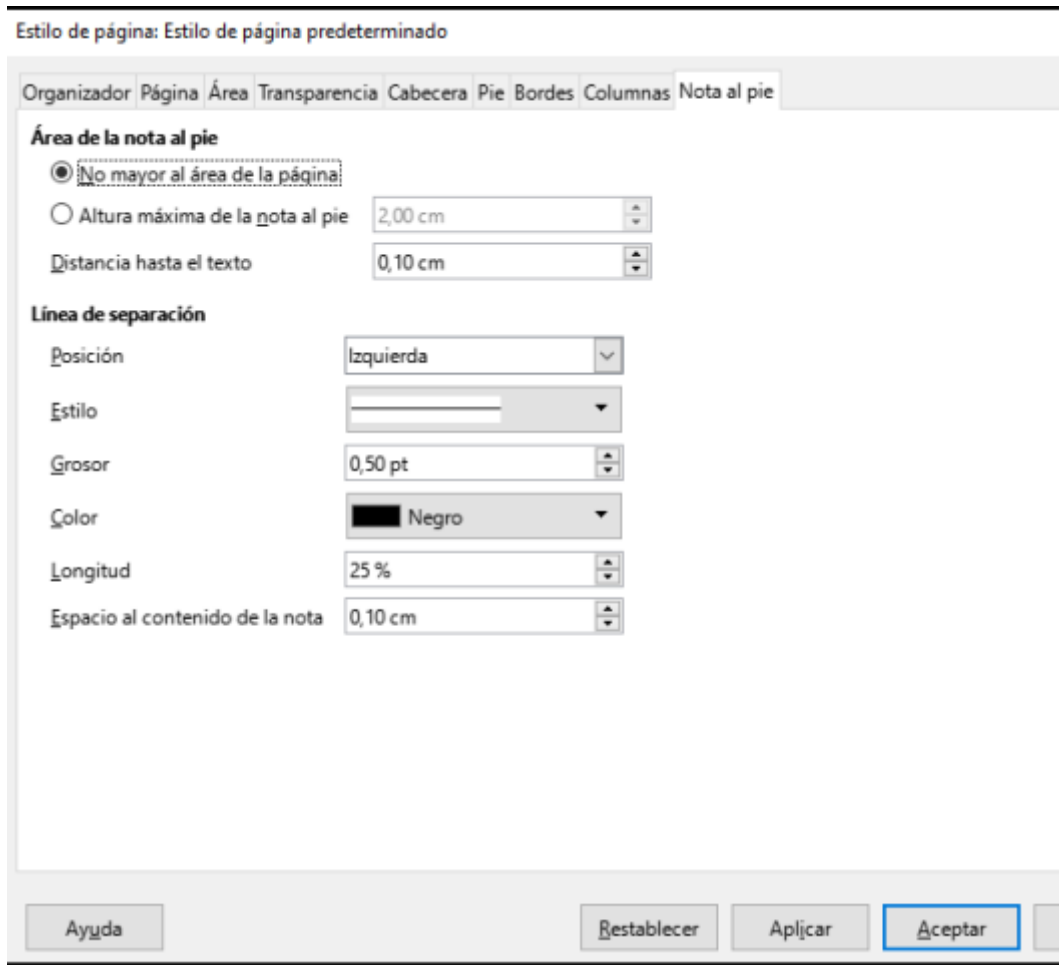 Estilo de página: Estilo de página predeterminado
Organizador Página Área Transparencia Cabecera Pie Bordes Columnas Nota al pie
Área de la nota al pie
No mayor al área de la página
Altura máxima de la nota al pie 2,00 cm
Distancia hasta el texto 0,10 cm
Línea de separación
Posición Izquierda
Estilo
Grosor 0,50 pt
Color Negro
Longitud 25 %
Espacio al contenido de la nota 0,10 cm
Ayuda Restablecer Aplicar Aceptar